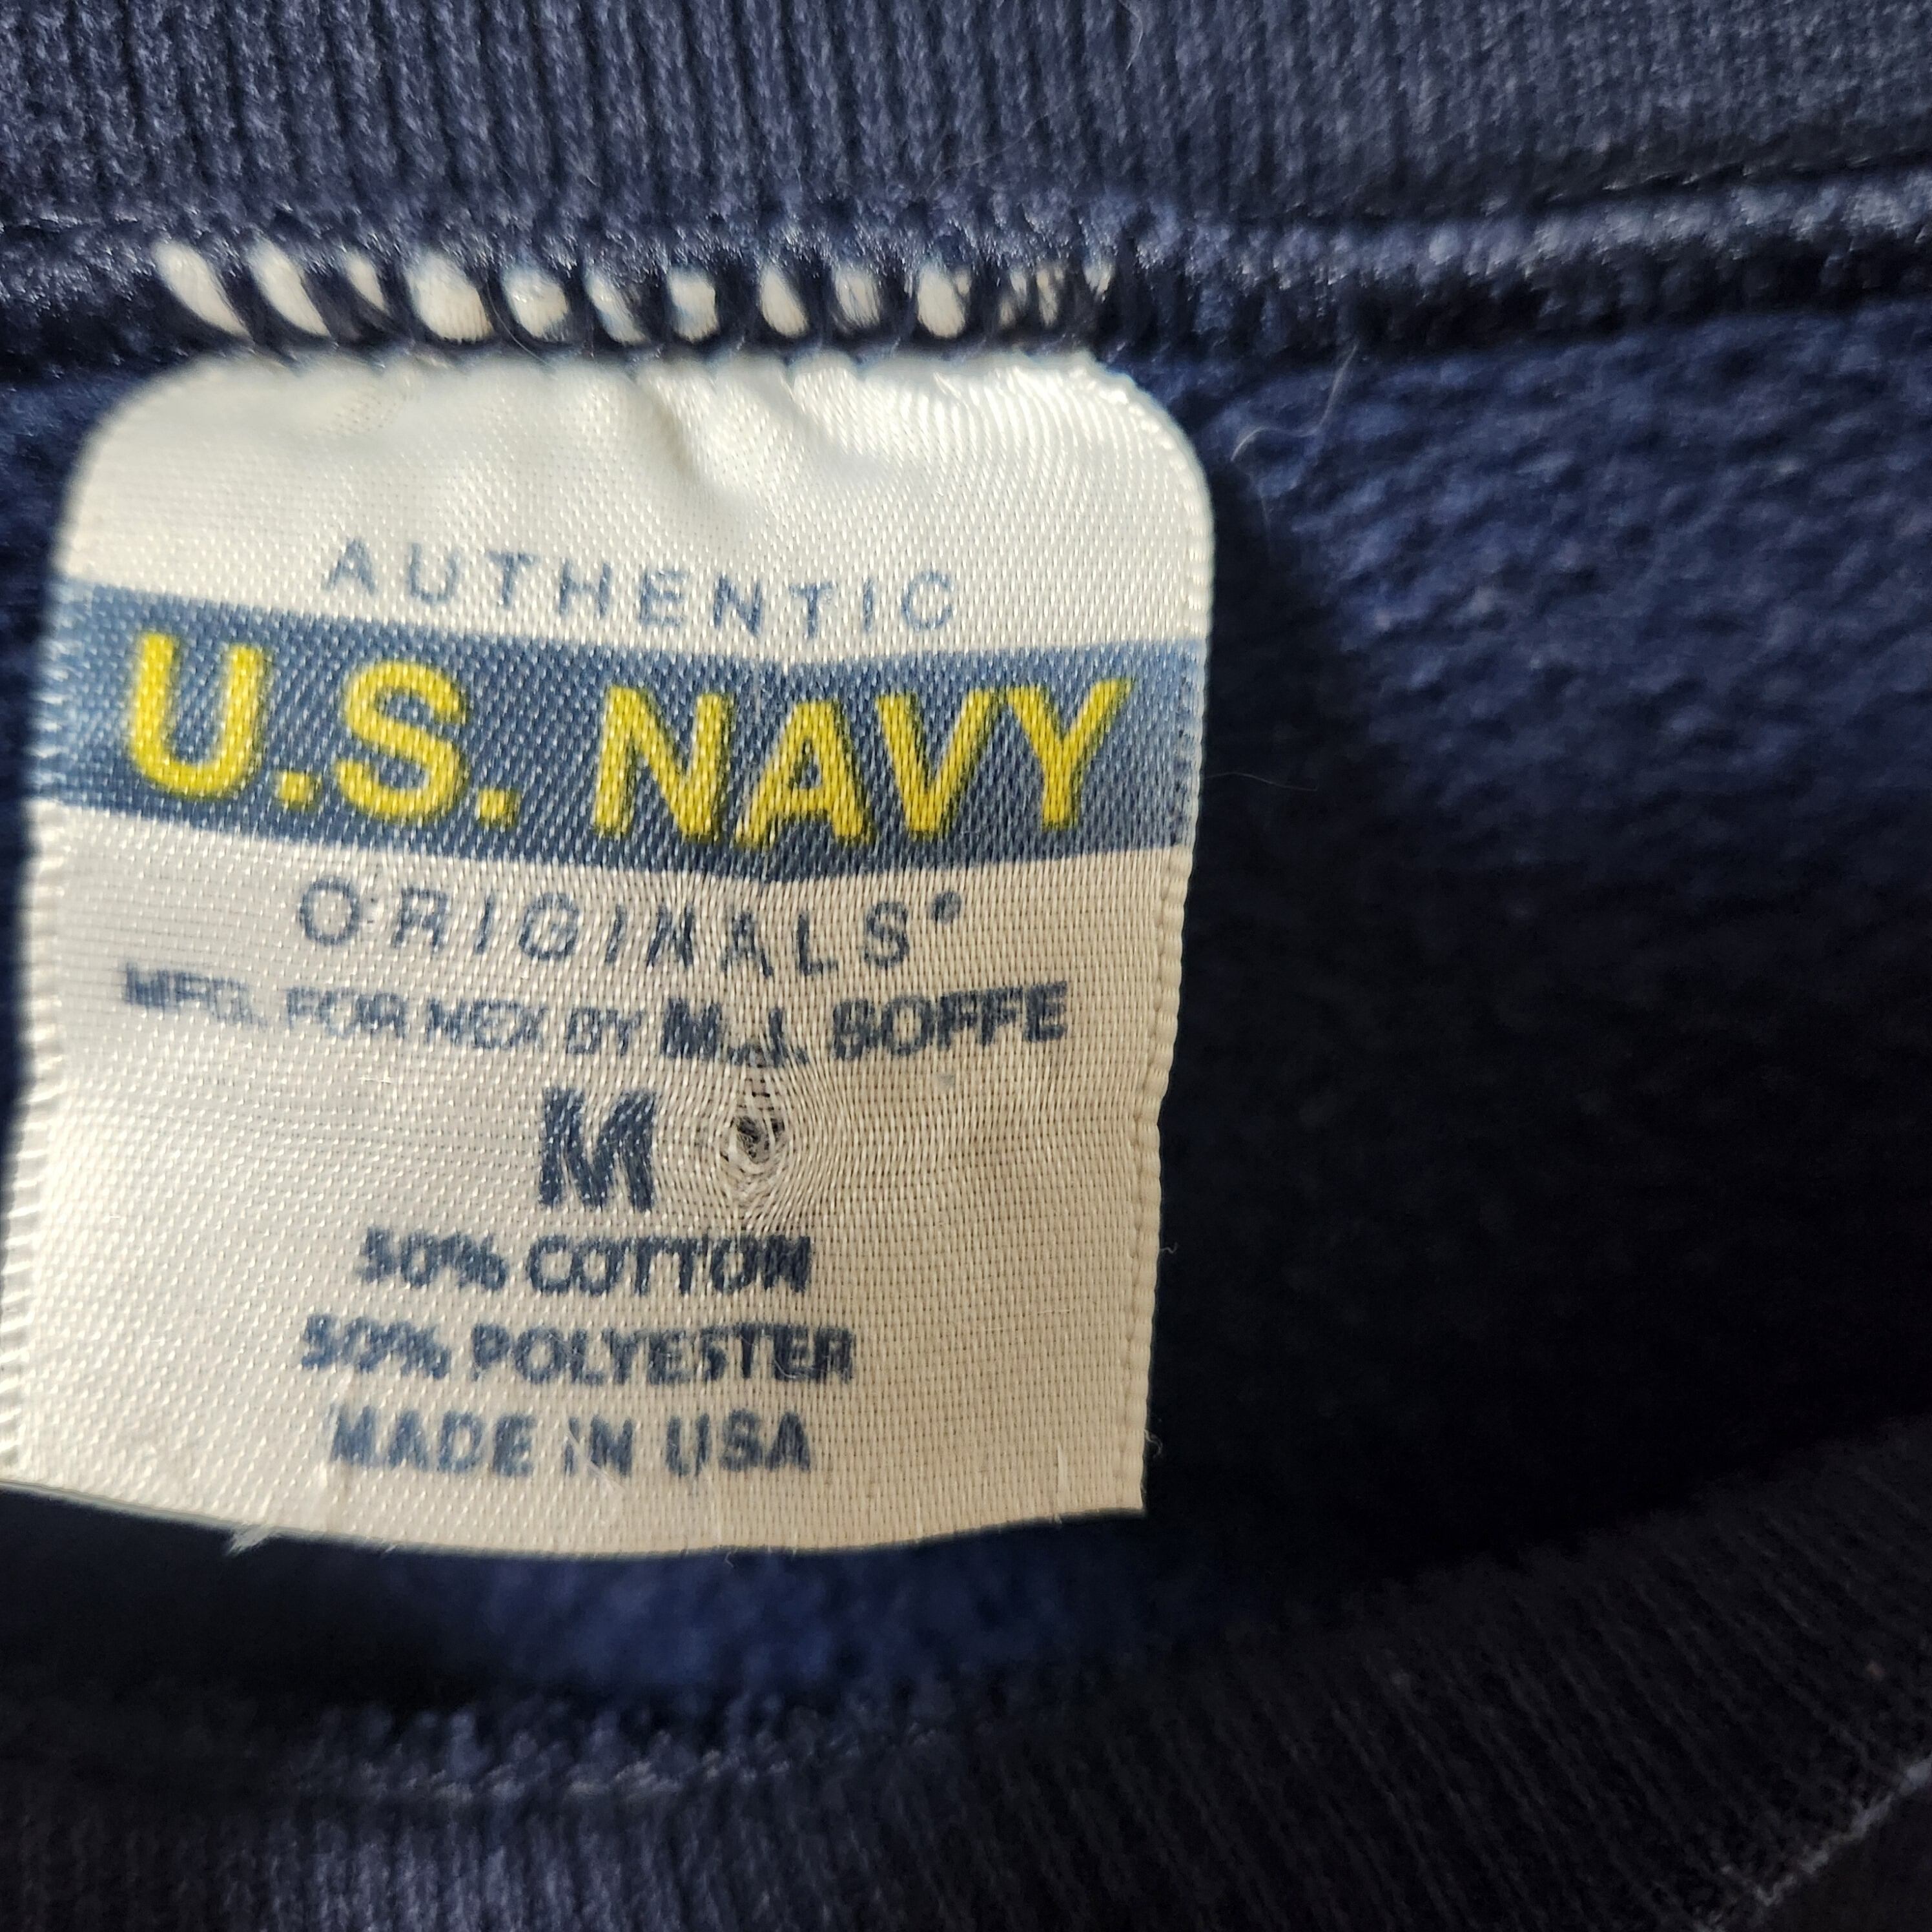 AUTHENTIC
U.S. NAVY
ORIGINALS
MFG. FOR NEX BY M.J. SOFFE
M
50% COTTON
50% POLYESTER
MADE IN USA